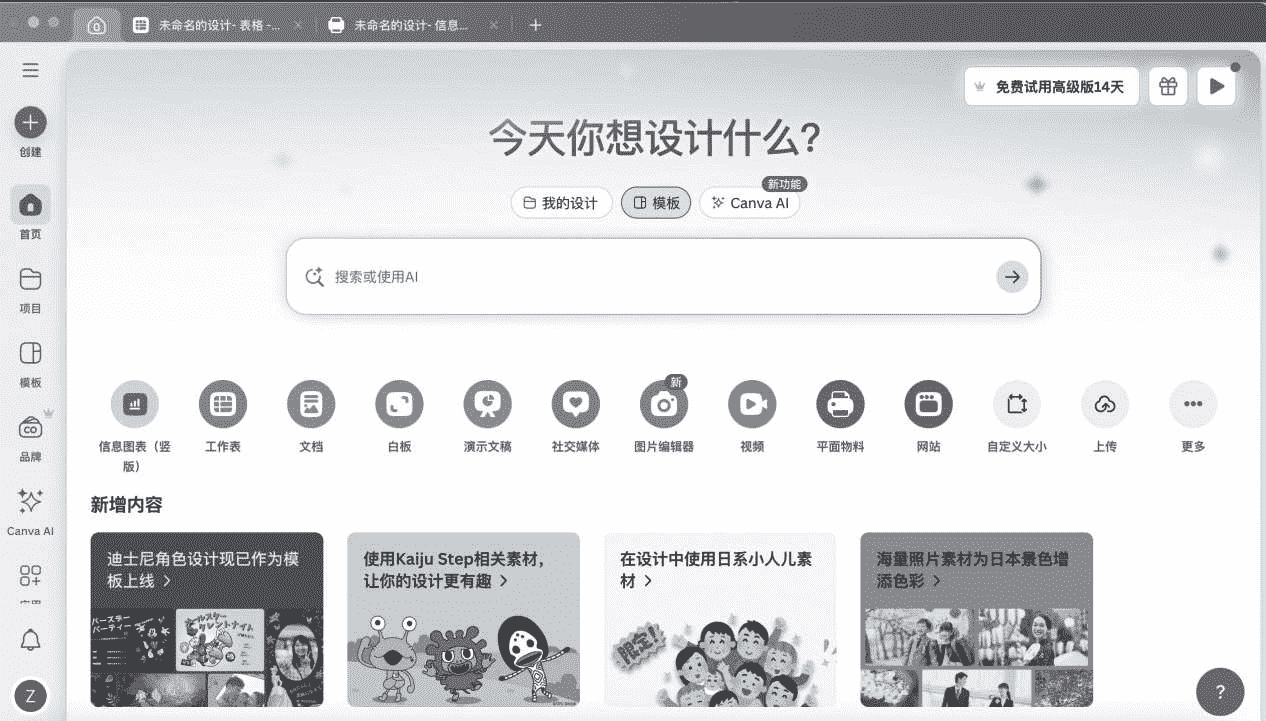 未命名的设计- 表格 -...
未命名的设计- 信息...
免费试用高级版14天
创建
首页
项目
模板
品牌
CO
Canva AI
Z
今天你想设计什么?
新功能
我的设计
模板
Canva AI
搜索或使用AI
新
信息图表（竖
版）
工作表
文档
白板
演示文稿
社交媒体
图片编辑器
视频
平面物料
网站
自定义大小
上传
更多
新增内容
迪士尼角色设计现已作为模
板上线
使用Kaiju Step相关素材，
让你的设计更有趣
在设计中使用日系小人儿素
材
限定!!
海量照片素材为日本景色增
添色彩
?